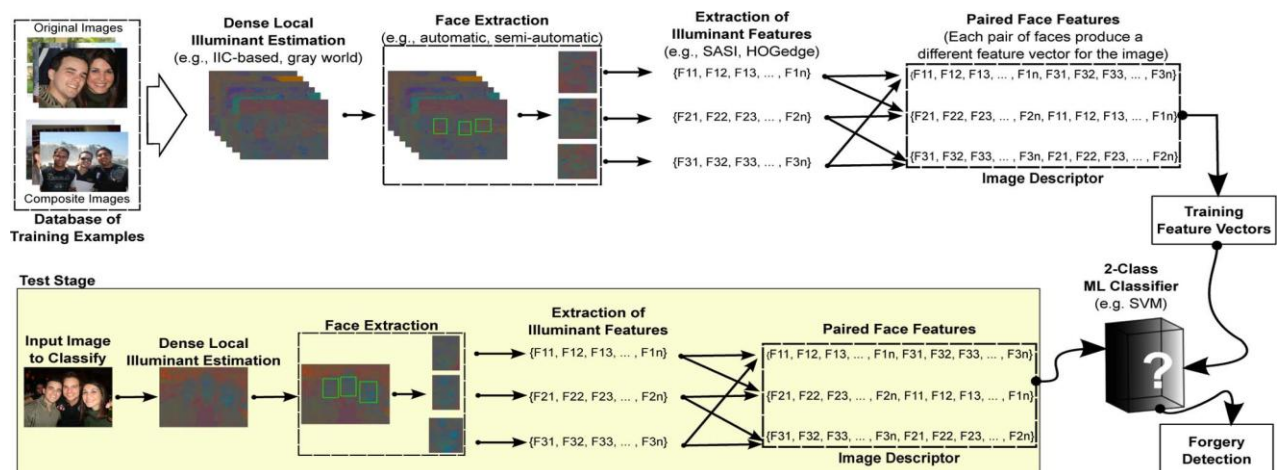 Original Images
Composite Images
Database of
Training Examples
Dense Local
Illuminant Estimation
(e.g., IIC-based, gray world)
Face Extraction
(e.g., automatic, semi-automatic)
Extraction of
Illuminant Features
(e.g., SASI, HOGedge)
{F11, F12, F13, ... , F1n}
{F21, F22, F23, ... , F2n}
{F31, F32, F33, ... , F3n}
Paired Face Features
(Each pair of faces produce a
different feature vector for the image)
{F11, F12, F13, ... , F1n, F31, F32, F33, ... , F3n}
{F21, F22, F23, ... , F2n, F11, F12, F13, ... , F1n}
{F31, F32, F33, ... , F3n, F21, F22, F23, ... , F2n}
Image Descriptor
Training
Feature Vectors
2-Class
ML Classifier
(e.g. SVM)
?
Forgery
Detection
Test Stage
Input Image
to Classify
Dense Local
Illuminant Estimation
Face Extraction
Extraction of
Illuminant Features
{F11, F12, F13, ... , F1n}
{F21, F22, F23, ... , F2n}
{F31, F32, F33, ... , F3n}
Paired Face Features
{F11, F12, F13, ... , F1n, F31, F32, F33, ... , F3n}
{F21, F22, F23, ... , F2n, F11, F12, F13, ... , F1n}
{F31, F32, F33, ... , F3n, F21, F22, F23, ... , F2n}
Image Descriptor